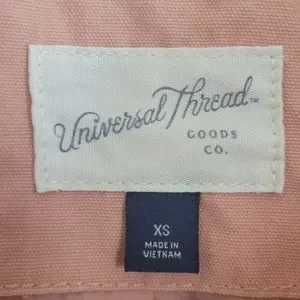 Universal Thread™
GOODS
CO.
XS
MADE IN
VIETNAM